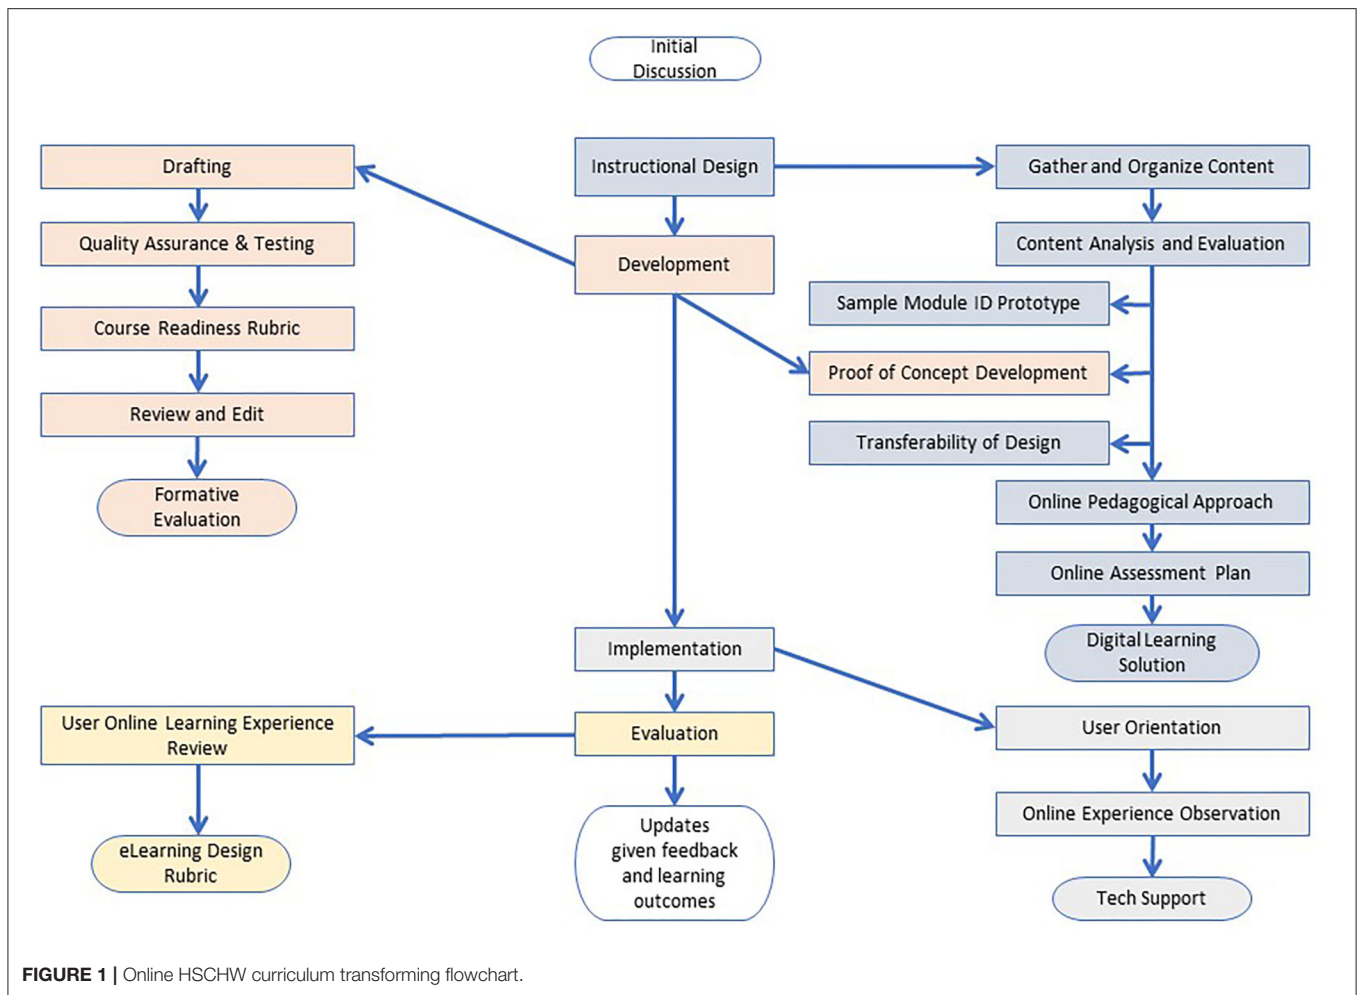 Initial
Discussion
Drafting
Instructional Design
Gather and Organize Content
Quality Assurance & Testing
Development
Content Analysis and Evaluation
Sample Module ID Prototype
Course Readiness Rubric
Proof of Concept Development
Review and Edit
Transferability of Design
Formative
Evaluation
Online Pedagogical Approach
Online Assessment Plan
Implementation
Digital Learning
Solution
User Online Learning Experience
Review
Evaluation
User Orientation
Online Experience Observation
eLearning Design
Rubric
Updates
given feedback
and learning
outcomes
Tech Support
FIGURE 1 | Online HSCHW curriculum transforming flowchart.